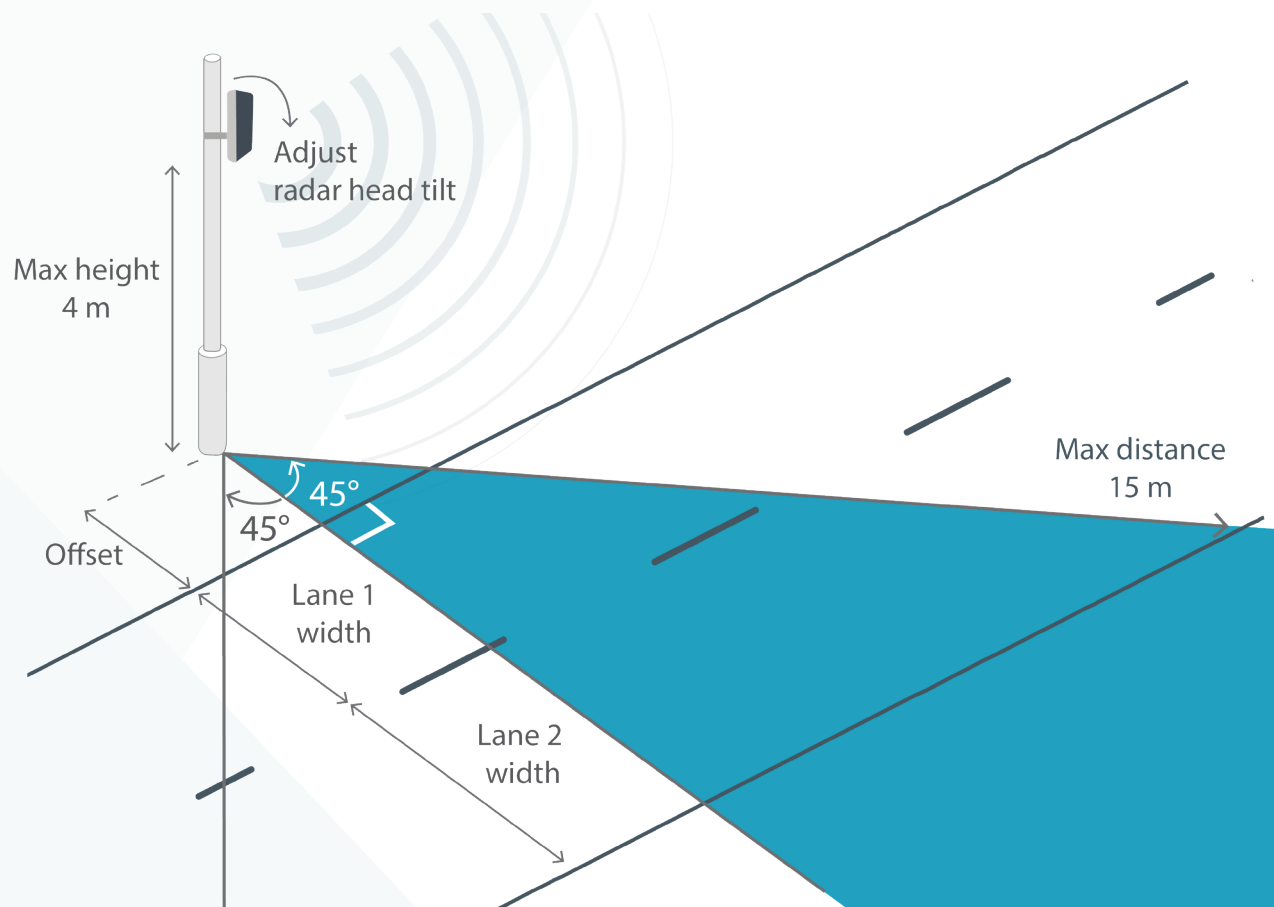 Adjust
radar head tilt
Max height
4 m
Max distance
15 m
45°
45°
Offset
Lane 1
width
Lane 2
width